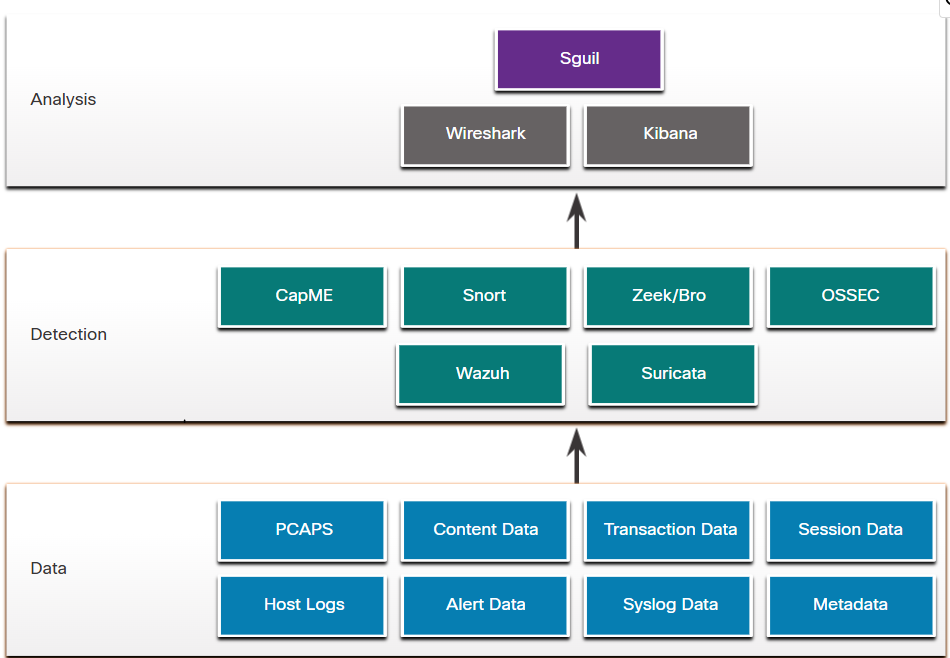 Sguil
Analysis
Wireshark
Kibana
CapME
Snort
Zeek/Bro
OSSEC
Detection
Wazuh
Suricata
PCAPS
Content Data
Transaction Data
Session Data
Data
Host Logs
Alert Data
Syslog Data
Metadata